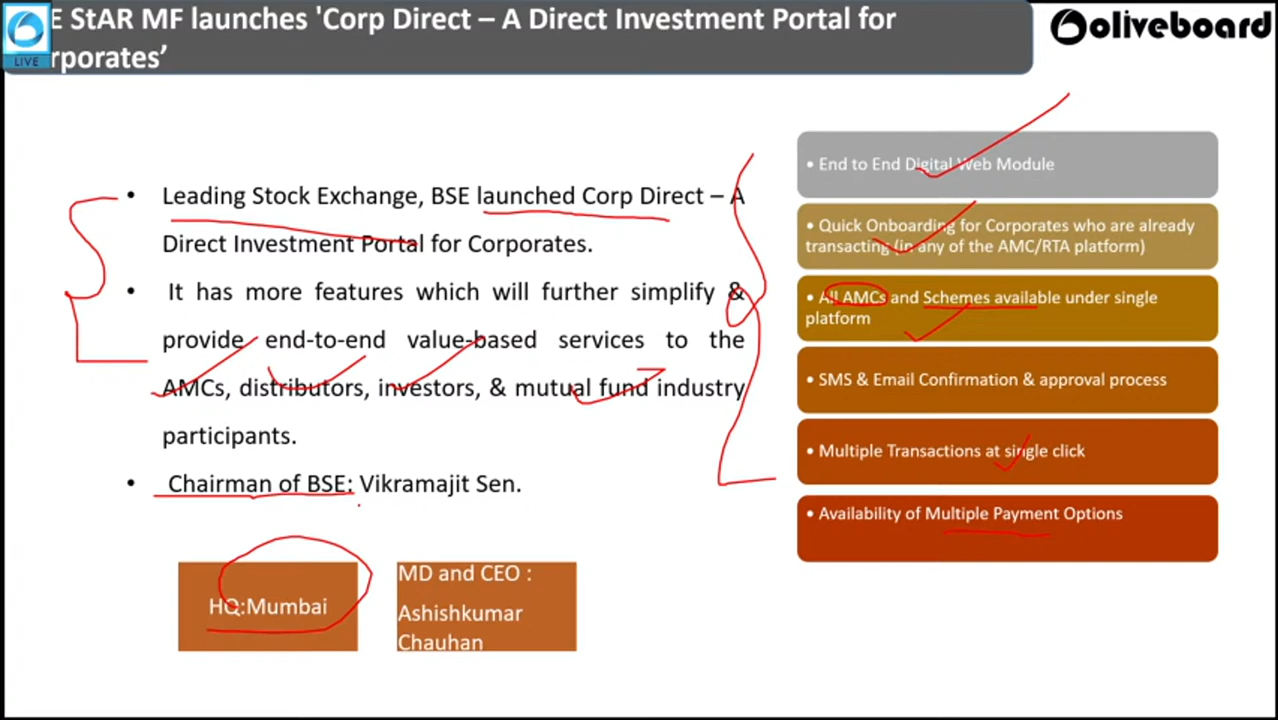 E StAR MF launches 'Corp Direct – A Direct Investment Portal for
rporates’
LIVE
oliveboard
• Leading Stock Exchange, BSE launched Corp Direct – A
Direct Investment Portal for Corporates.
• It has more features which will further simplify &
provide end-to-end value-based services to the
AMCs, distributors, investors, & mutual fund industry
participants.
• Chairman of BSE: Vikramajit Sen.
HQ:Mumbai
MD and CEO :
Ashishkumar
Chauhan
• End to End Digital Web Module
• Quick Onboarding for Corporates who are already
transacting (in any of the AMC/RTA platform)
• All AMCs and Schemes available under single
platform
• SMS & Email Confirmation & approval process
• Multiple Transactions at single click
• Availability of Multiple Payment Options